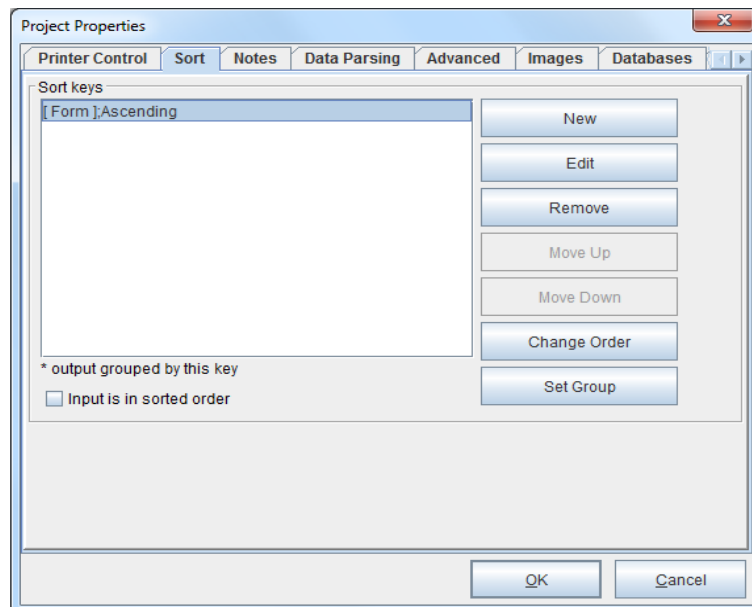 Project Properties
Printer Control Sort Notes Data Parsing Advanced Images Databases
Sort keys
[ Form ];Ascending
New
Edit
Remove
Move Up
Move Down
Change Order
Set Group
* output grouped by this key
Input is in sorted order
OK Cancel